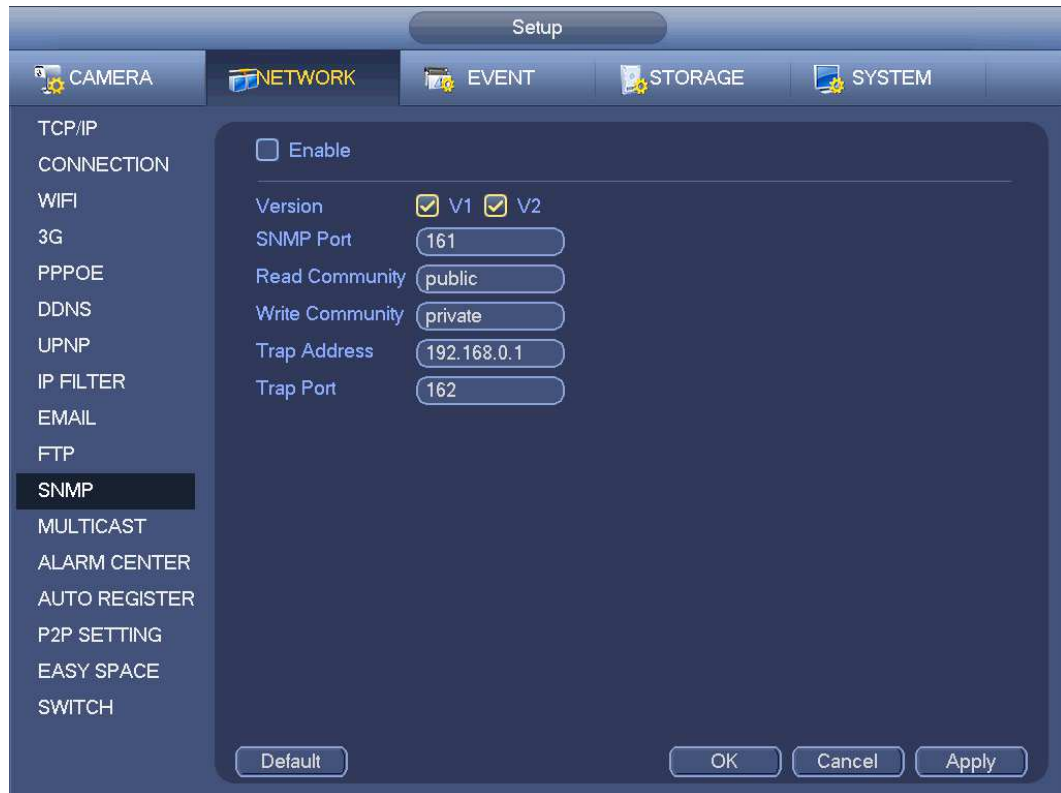 Setup
CAMERA NETWORK EVENT STORAGE SYSTEM
TCP/IP
CONNECTION
WIFI
3G
PPPOE
DDNS
UPNP
IP FILTER
EMAIL
FTP
SNMP
MULTICAST
ALARM CENTER
AUTO REGISTER
P2P SETTING
EASY SPACE
SWITCH
Enable
Version V1 V2
SNMP Port 161
Read Community public
Write Community private
Trap Address 192.168.0.1
Trap Port 162
Default OK Cancel Apply